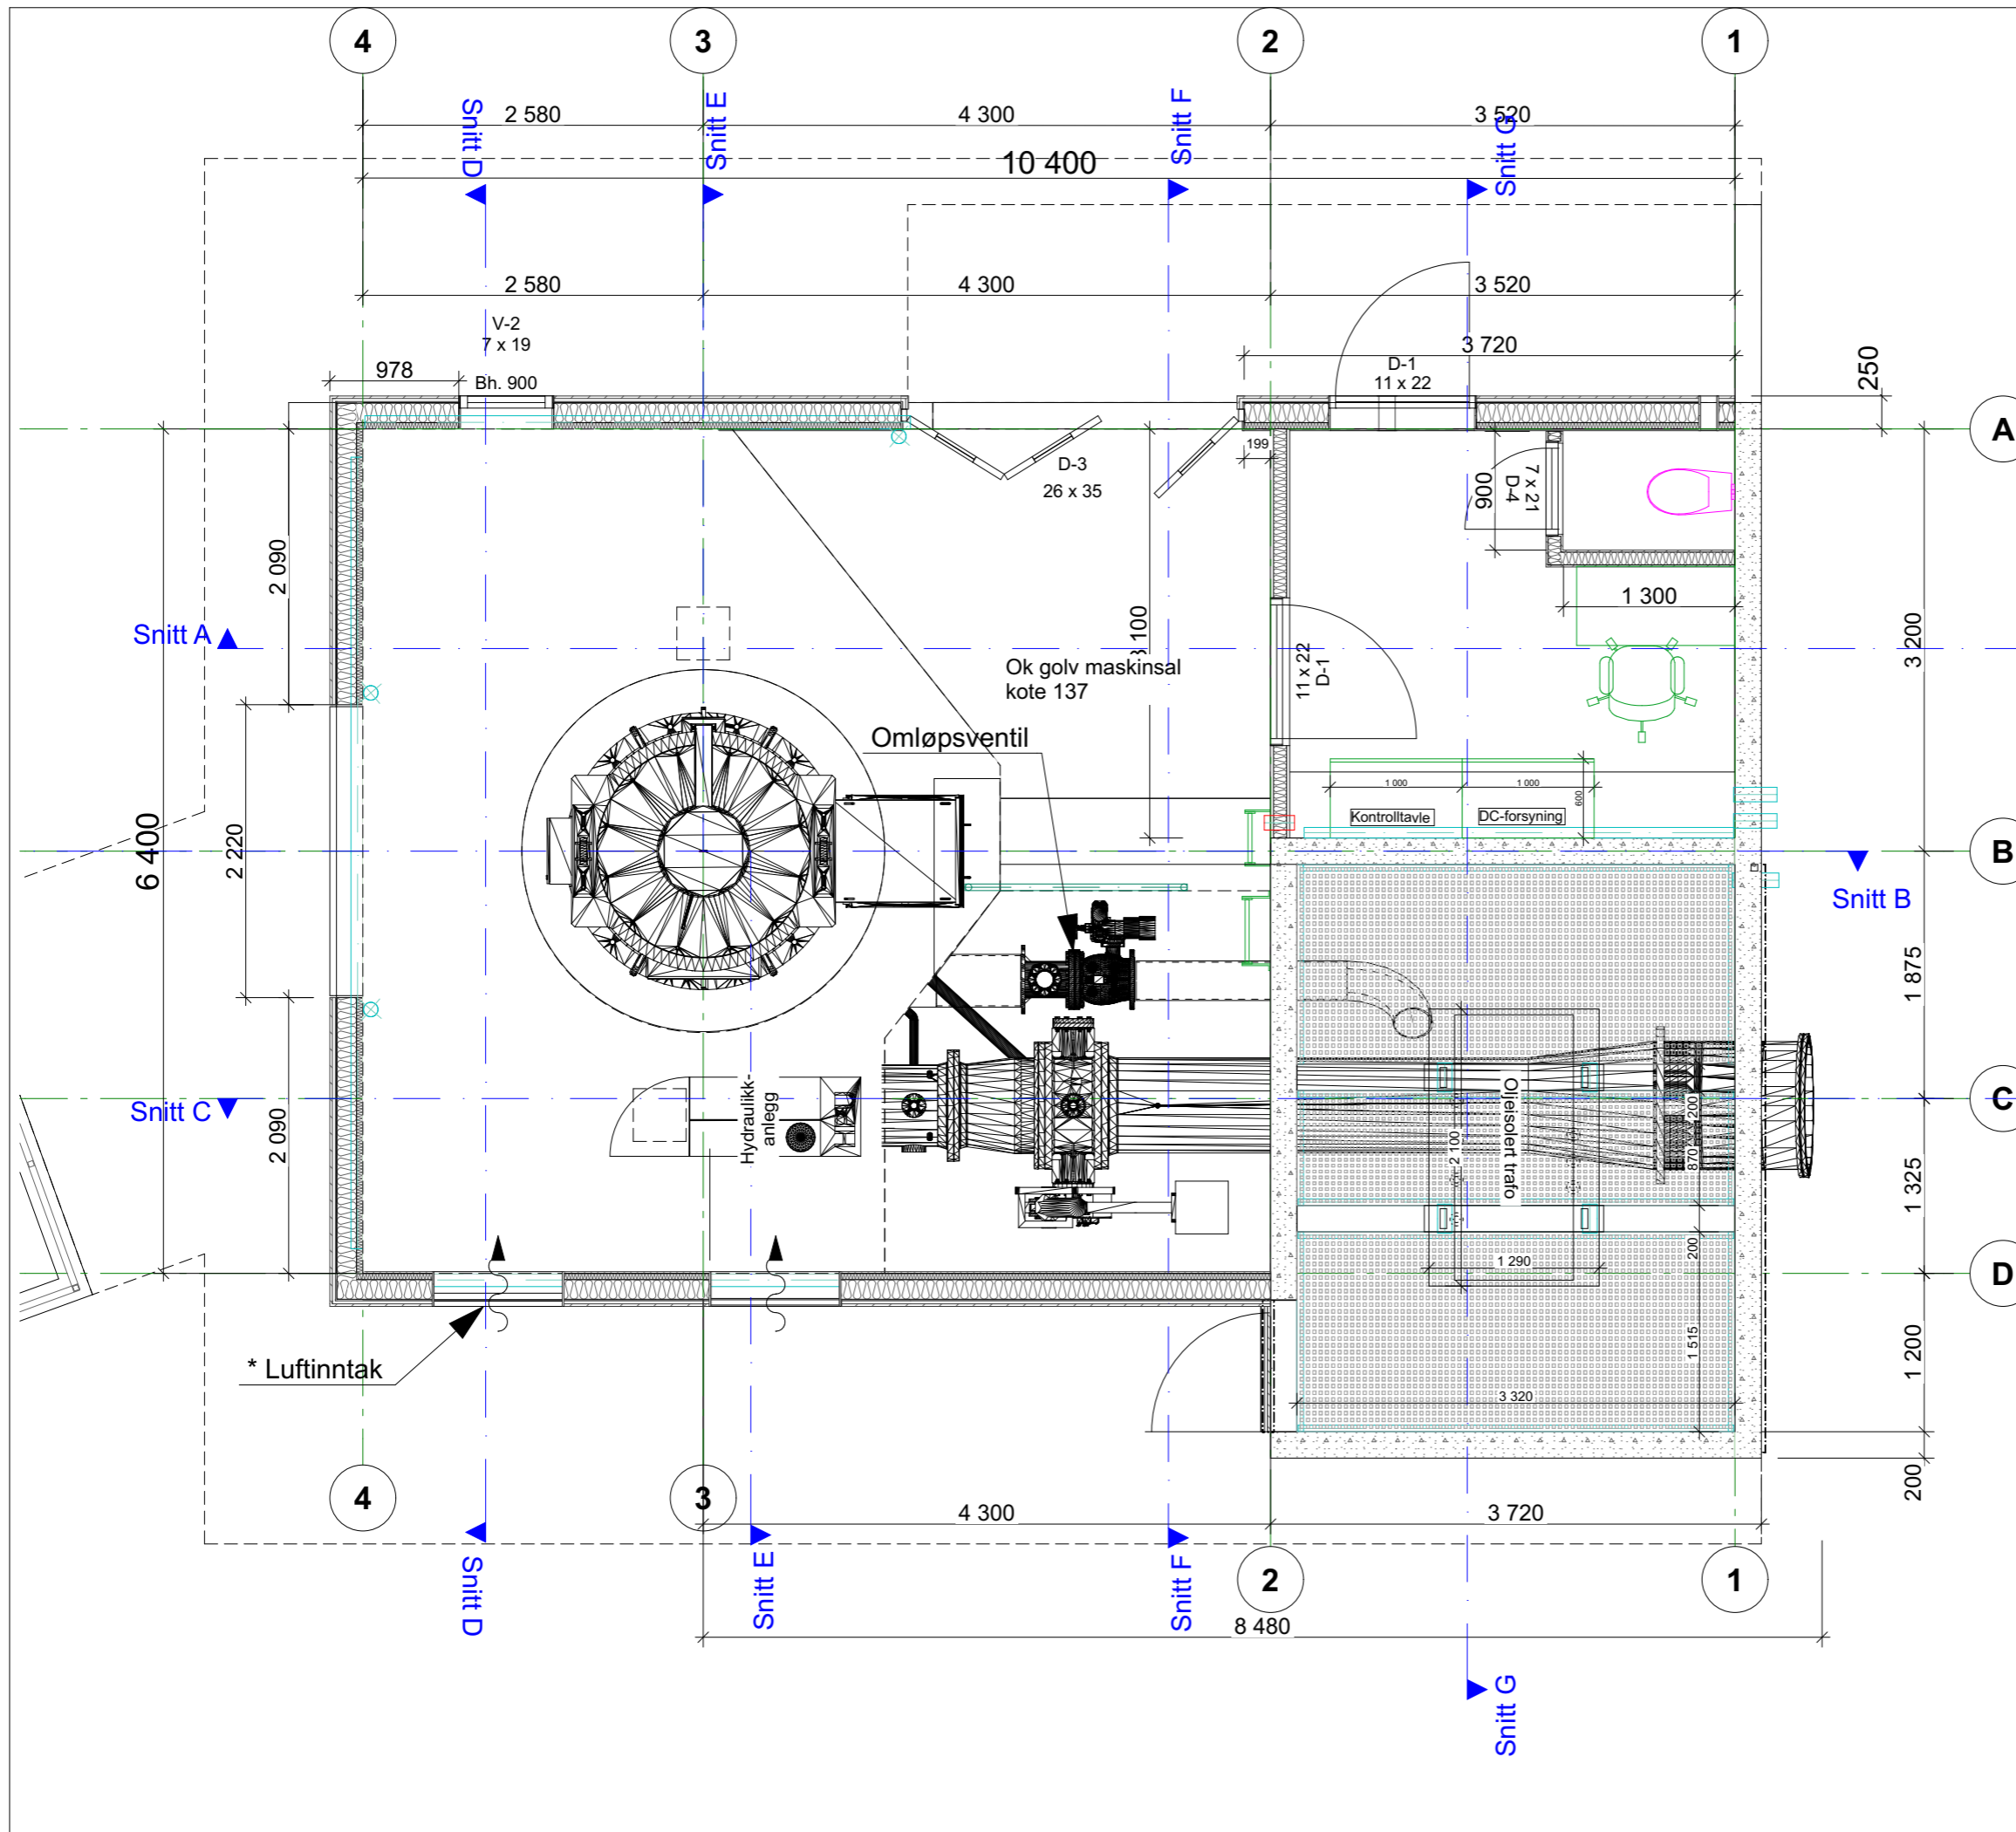 4
3
2
1
2 580
4 300
3 520
Snitt D
Snitt E
Snitt F
Snitt G
10 400
2 580
4 300
3 520
V-2
7 x 19
Bh. 900
978
3 720
D-1
11 x 22
250
A
199
D-3
26 x 35
900
7 x 21
D-4
2 090
1 300
3 200
Snitt A
Ok golv maskinsal
kote 137
11 x 22
D-1
Omløpsventil
1 000
1 000
600
Kontrolltavle
DC-forsyning
6 400
2 220
B
Snitt B
1 875
Snitt C
C
Hydraulikk-
anlegg
Oljeisolert trafo
2 100
200
870
2 090
1 325
200
1 290
D
1 515
1 200
* Luftinntak
3 320
200
4
3
4 300
3 720
Snitt D
Snitt E
Snitt F
2
1
8 480
Snitt G